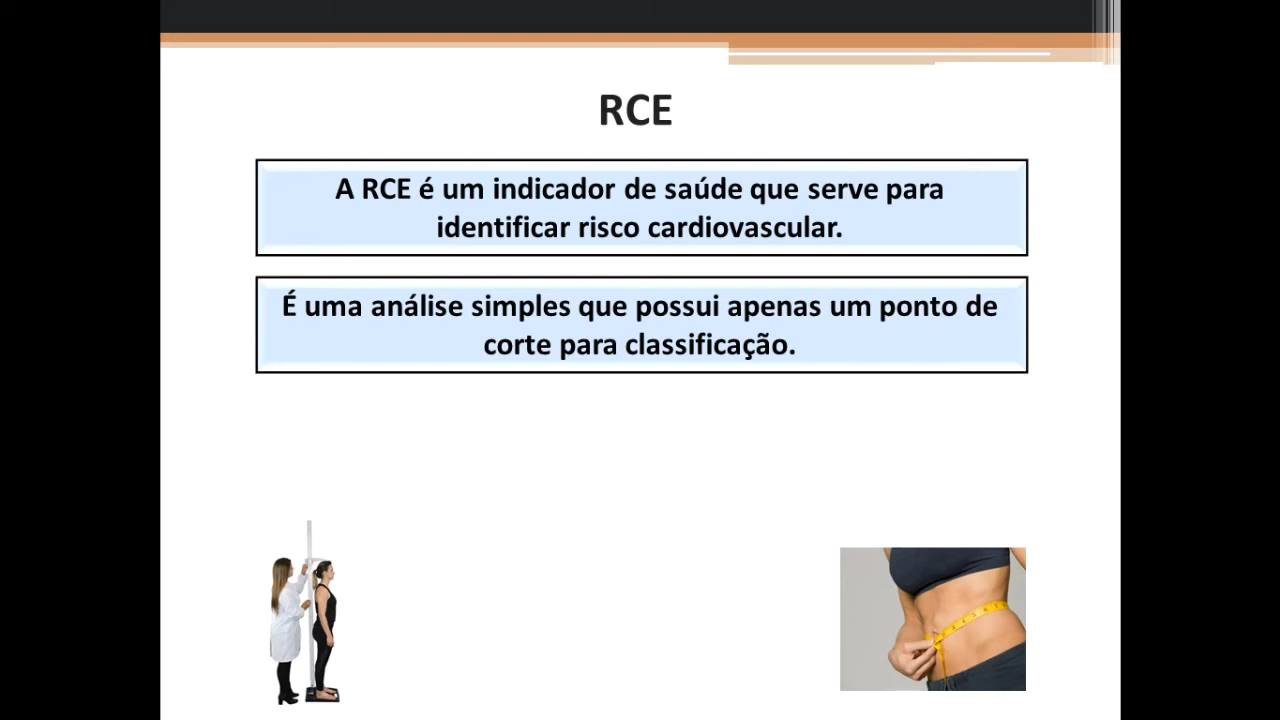 RCE
A RCE é um indicador de saúde que serve para
identificar risco cardiovascular.
É uma análise simples que possui apenas um ponto de
corte para classificação.